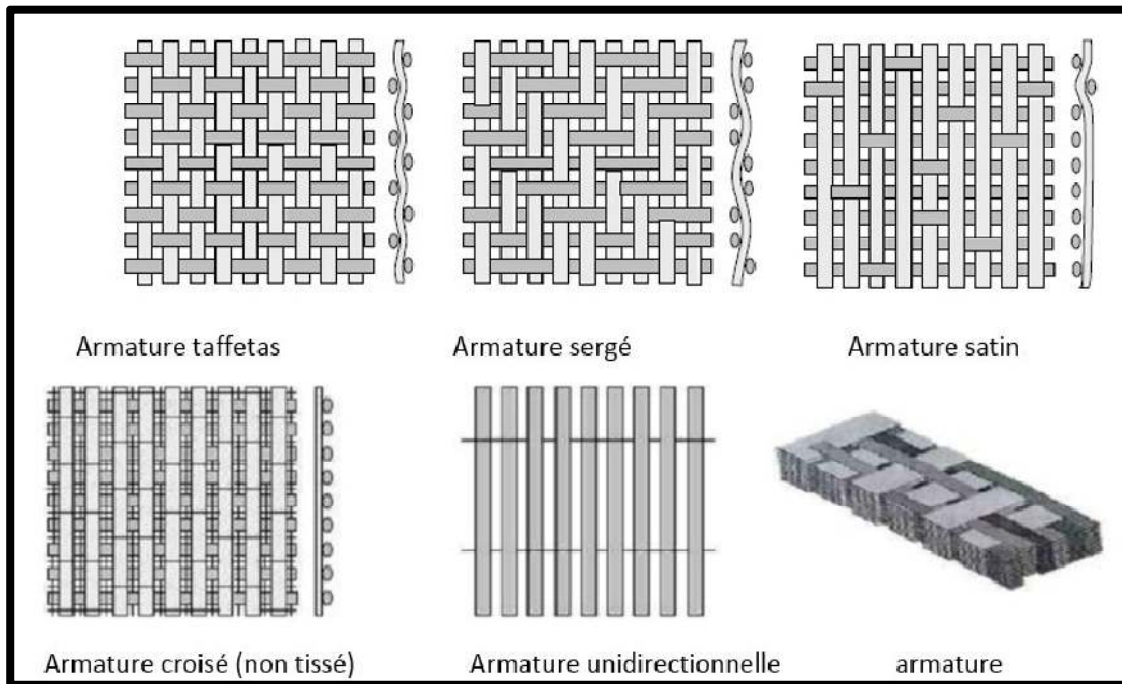 Armature taffetas
Armature sergé
Armature satin
Armature croisé (non tissé)
Armature unidirectionnelle
armature